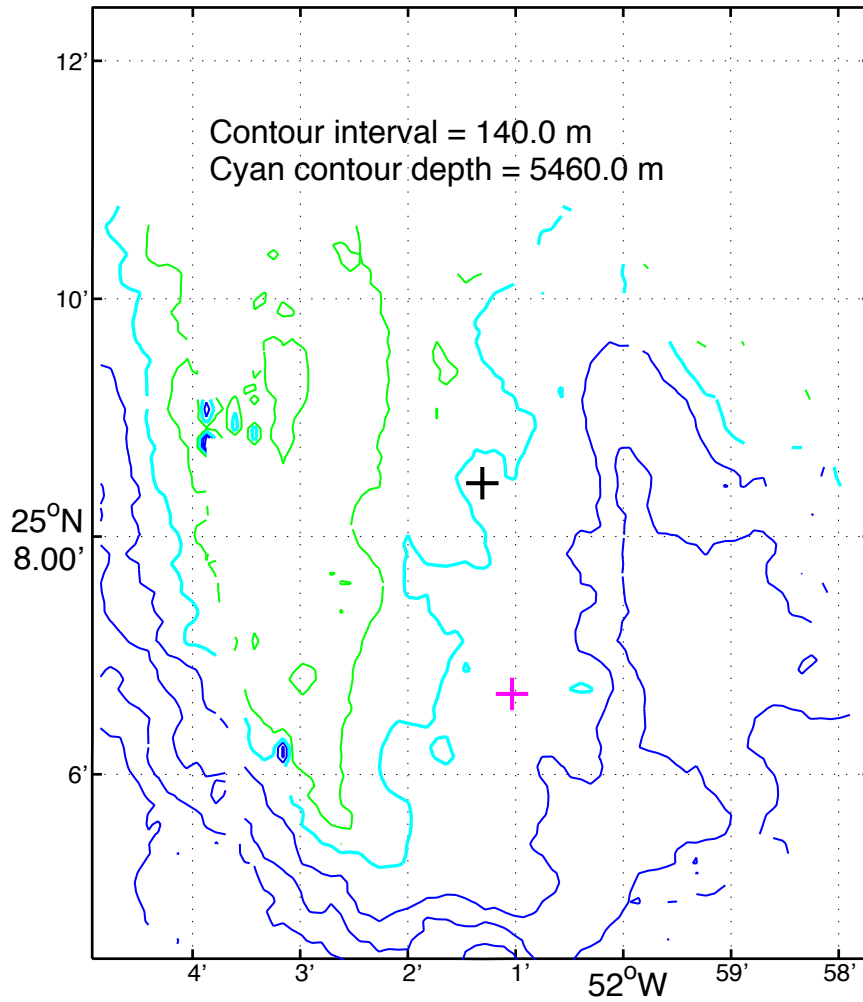 12'
Contour interval = 140.0 m
Cyan contour depth = 5460.0 m
10'
25°N
8.00'
6'
4' 3' 2' 1' 52°W 59' 58'